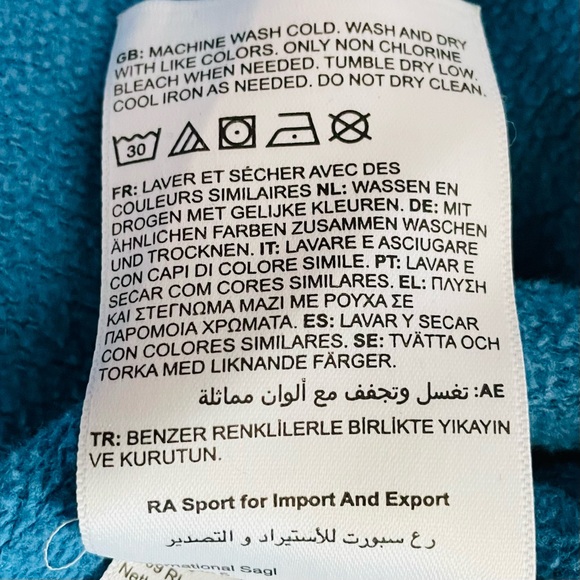 GB: MACHINE WASH COLD. WASH AND DRY
WITH LIKE COLORS. ONLY NON CHLORINE
BLEACH WHEN NEEDED. TUMBLE DRY LOW.
COOL IRON AS NEEDED. DO NOT DRY CLEAN.
30
FR: LAVER ET SÉCHER AVEC DES
COULEURS SIMILAIRES NL: WASSEN EN
DROGEN MET GELIJKE KLEUREN. DE: MIT
ÄHNLICHEN FARBEN ZUSAMMEN WASCHEN
UND TROCKNEN. IT: LAVARE E ASCIUGARE
CON CAPI DI COLORE SIMILE. PT: LAVAR E
SECAR COM CORES SIMILARES. EL: ΠΛΥΣΗ
ΚΑΙ ΣΤΕΓΝΩΜΑ ΜΑΖΙ ΜΕ ΡΟΥΧΑ ΣΕ
ΠΑΡΟΜΟΙΑ ΧΡΩΜΑΤΑ. ES: LAVAR Y SECAR
CON COLORES SIMILARES. SE: TVÄTTA OCH
TORKA MED LIKNANDE FÄRGER.
AE: تغسل وتجفف مع ألوان مماثلة
TR: BENZER RENKLILERLE BİRLİKTE YIKAYIN
VE KURUTUN.
RA Sport for Import And Export
رع سبورت للأستيراد و التصدير
Sagl